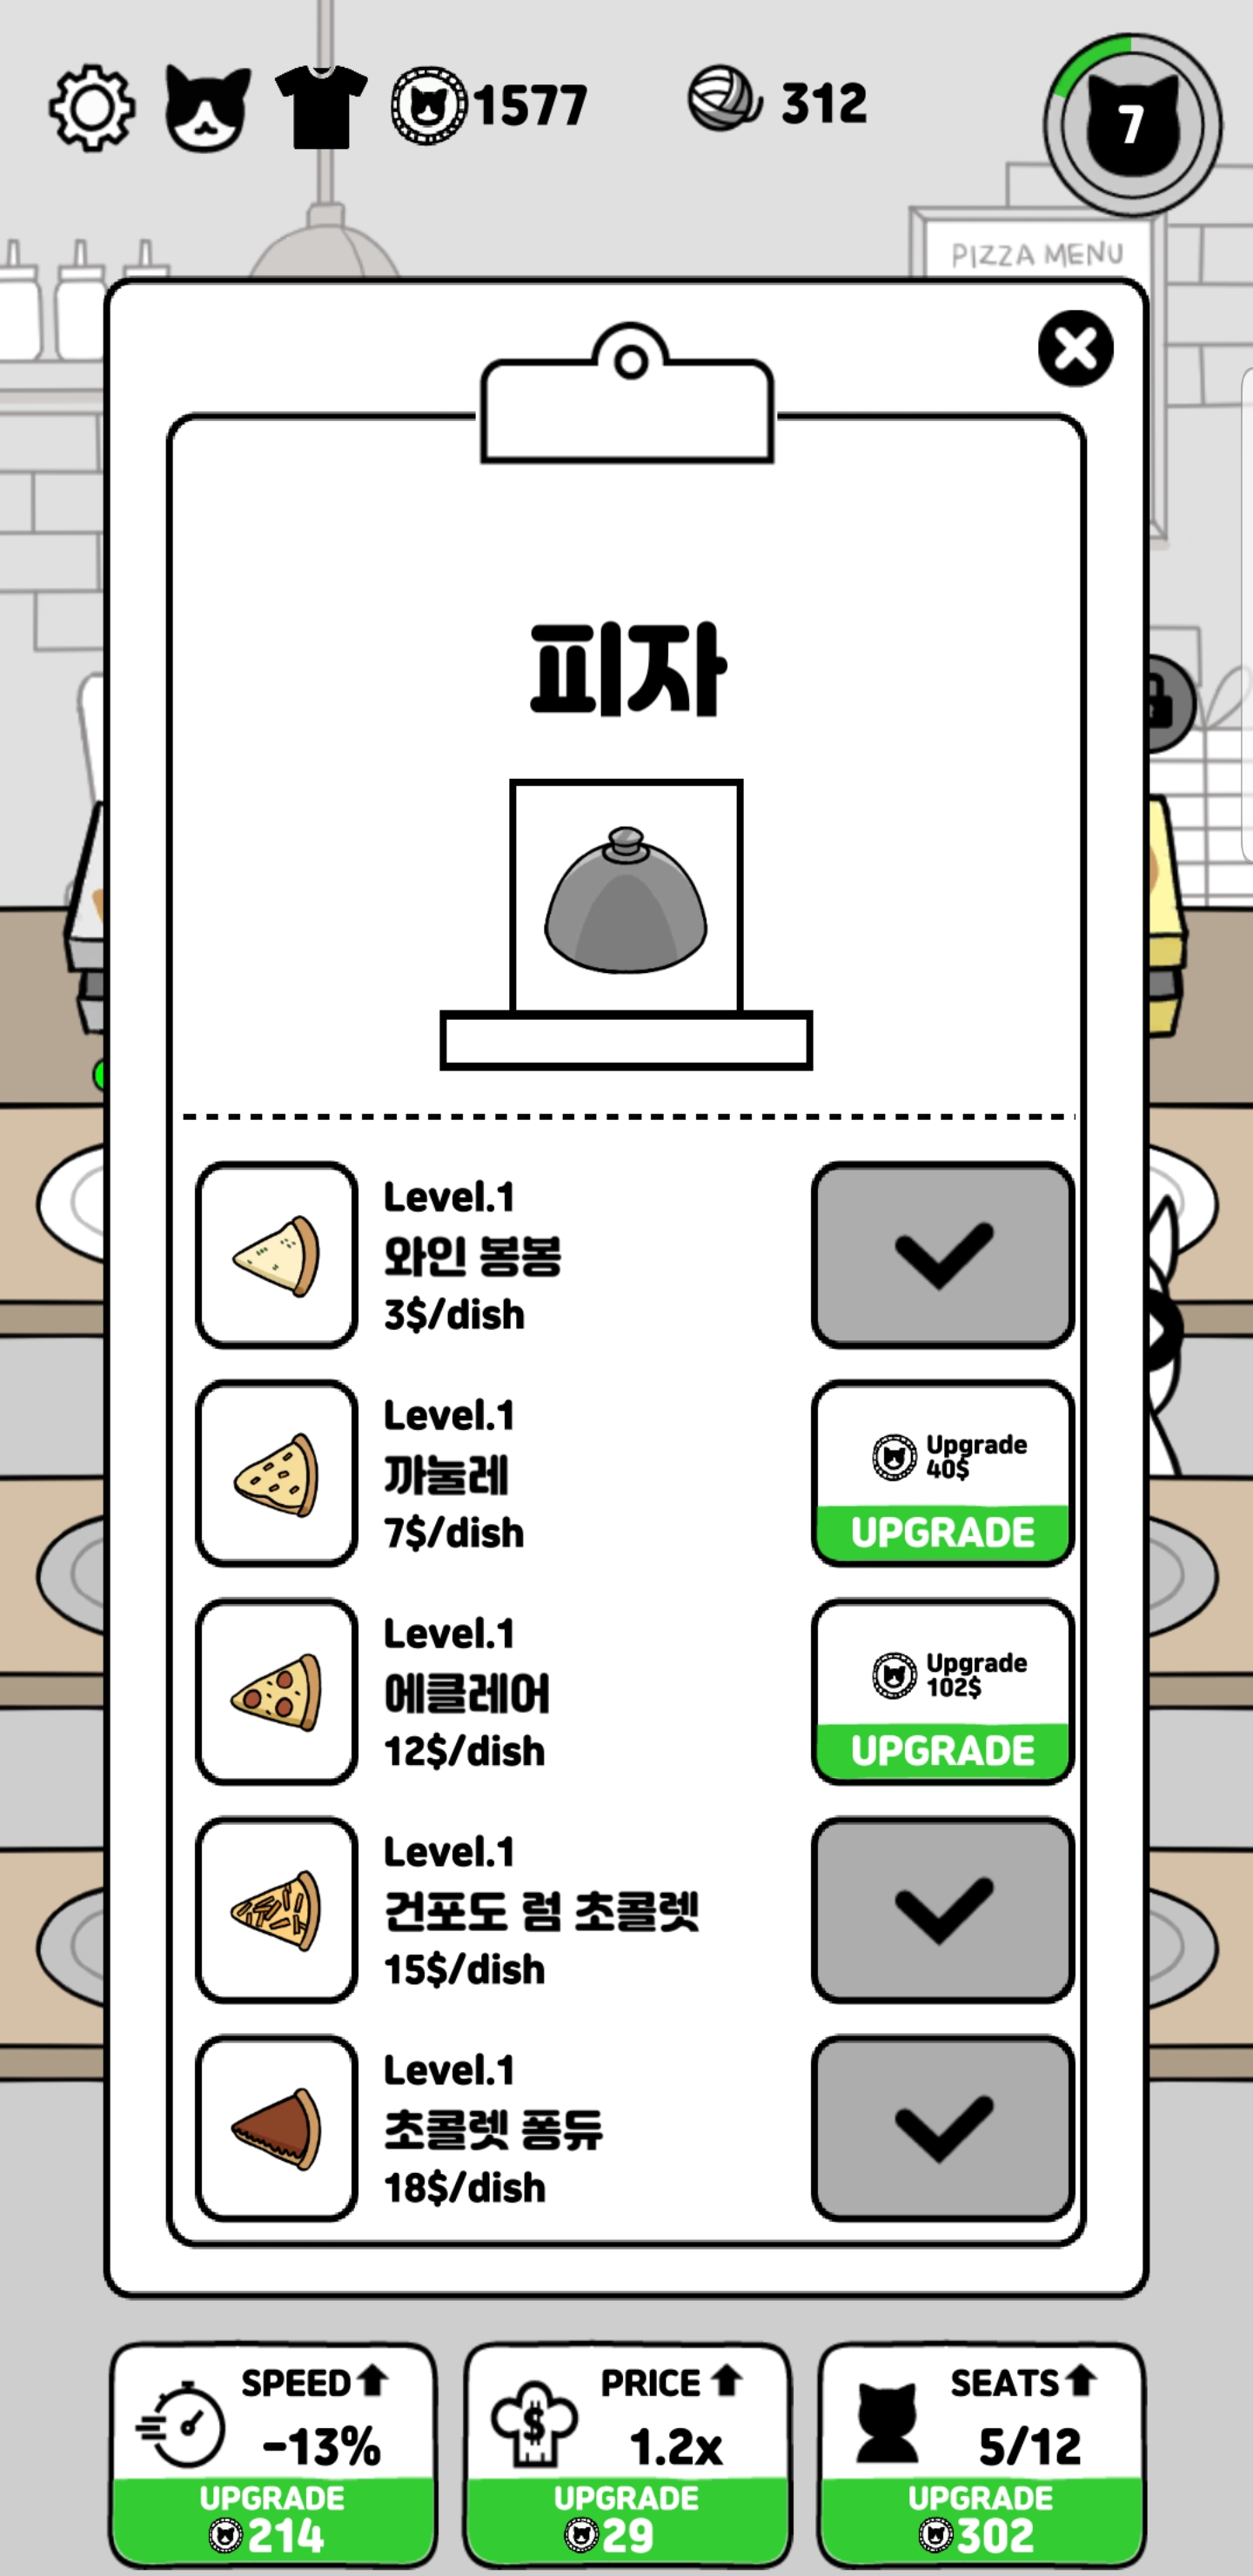 1577
312
7
PIZZA MENU
피자
Level.1
와인 봉봉
3$/dish
Level.1
까눌레
7$/dish
Upgrade
40$
UPGRADE
Level.1
에클레어
12$/dish
Upgrade
102$
UPGRADE
Level.1
건포도 럼 초콜렛
15$/dish
Level.1
초콜렛 퐁듀
18$/dish
SPEED
-13%
UPGRADE
214
PRICE
1.2x
UPGRADE
29
SEATS
5/12
UPGRADE
302